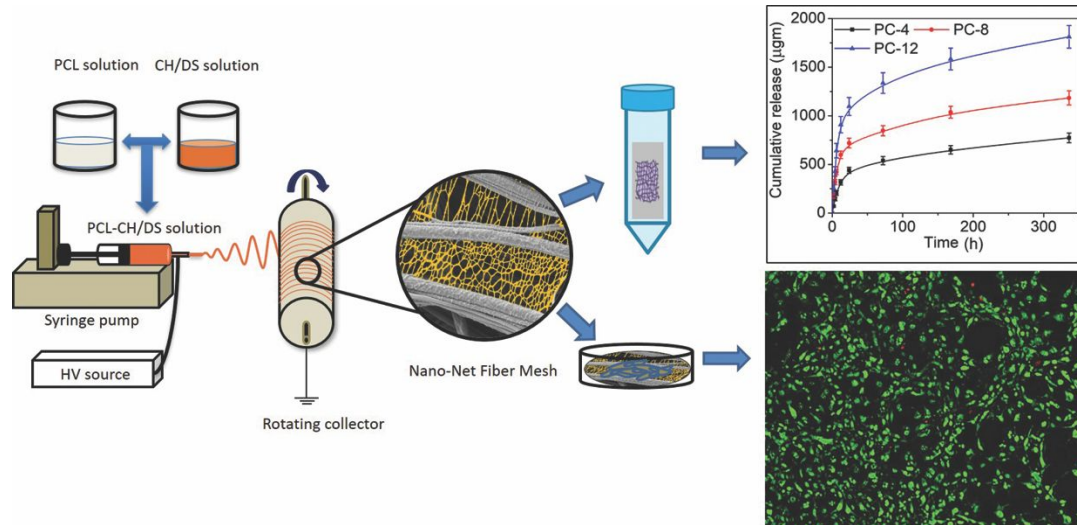 PCL solution
CH/DS solution
PCL-CH/DS solution
Syringe pump
HV source
Rotating collector
Nano-Net Fiber Mesh
PC-4
PC-8
PC-12
Cumulative release (μgm)
2000
1500
1000
500
0
0
100
200
300
Time (h)